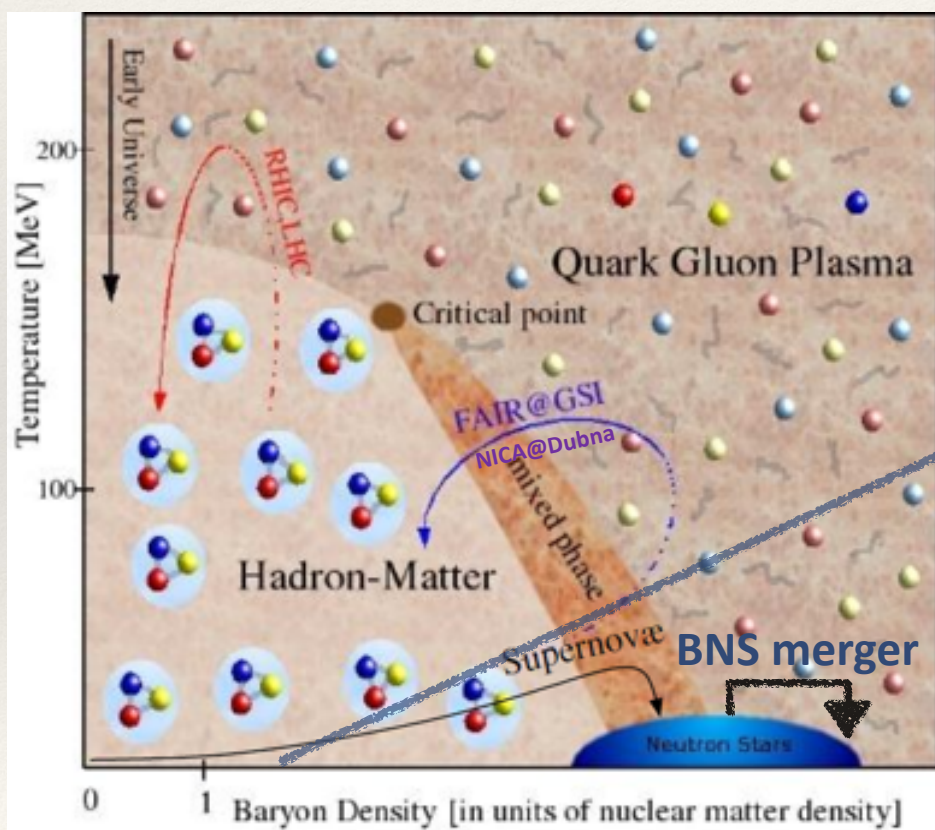 Early Universe
200
RHIC,LHC
Temperature [MeV]
Quark Gluon Plasma
Critical point
FAIR@GSI
NICA@Dubna
mixed phase
100
Hadron-Matter
Supernovæ
BNS merger
Neutron Stars
0
1
Baryon Density [in units of nuclear matter density]